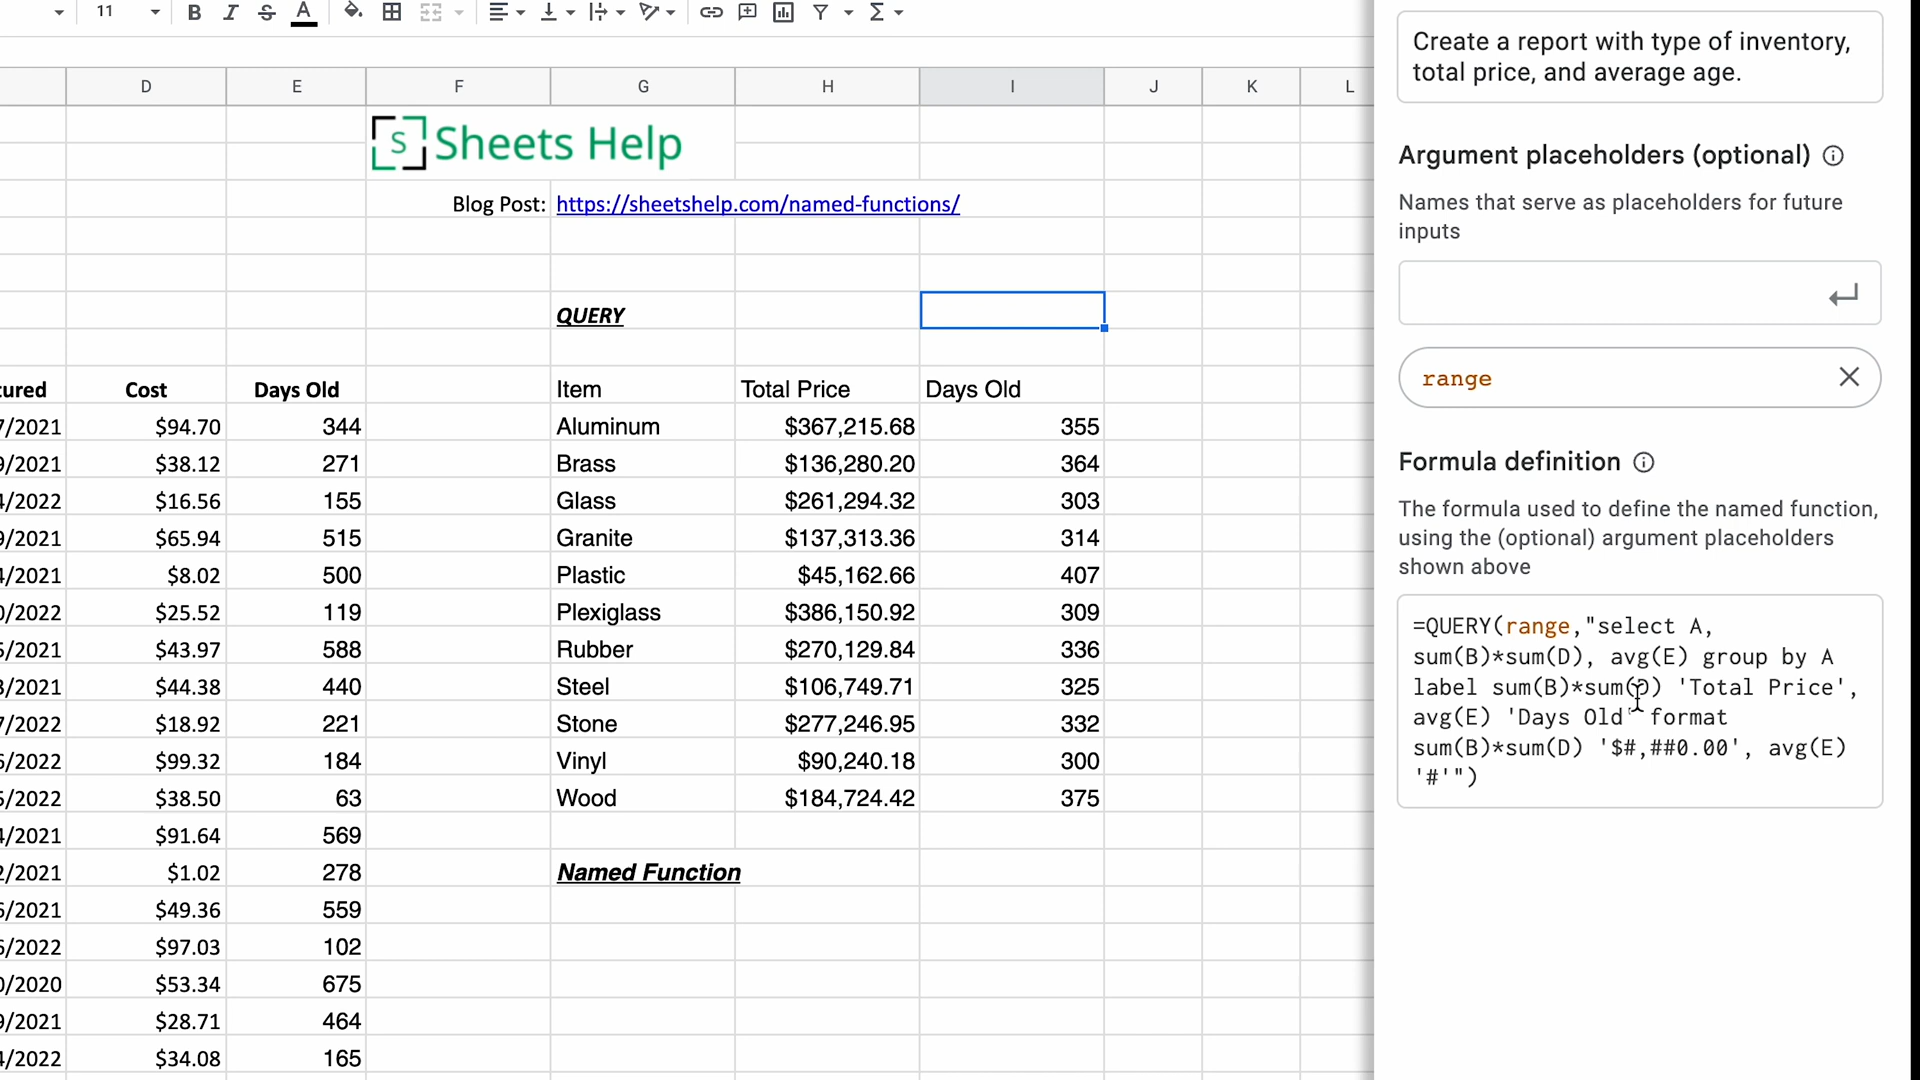 11 B I S A Σ
D E F G H I J K L
S Sheets Help
Blog Post: https://sheetshelp.com/named-functions/
QUERY
Cost Days Old Item Total Price Days Old
/2021 $94.70 344 Aluminum $367,215.68 355
/2021 $38.12 271 Brass $136,280.20 364
/2022 $16.56 155 Glass $261,294.32 303
/2021 $65.94 515 Granite $137,313.36 314
/2021 $8.02 500 Plastic $45,162.66 407
/2022 $25.52 119 Plexiglass $386,150.92 309
/2021 $43.97 588 Rubber $270,129.84 336
/2021 $44.38 440 Steel $106,749.71 325
/2022 $18.92 221 Stone $277,246.95 332
/2022 $99.32 184 Vinyl $90,240.18 300
/2022 $38.50 63 Wood $184,724.42 375
/2021 $91.64 569
/2021 $1.02 278 Named Function
/2021 $49.36 559
/2022 $97.03 102
/2020 $53.34 675
/2021 $28.71 464
/2022 $34.08 165
Create a report with type of inventory,
total price, and average age.
Argument placeholders (optional)
Names that serve as placeholders for future
inputs
range
Formula definition
The formula used to define the named function,
using the (optional) argument placeholders
shown above
=QUERY(range,"select A,
sum(B)*sum(D), avg(E) group by A
label sum(B)*sum(D) 'Total Price',
avg(E) 'Days Old' format
sum(B)*sum(D) '$#,##0.00', avg(E)
'#'")